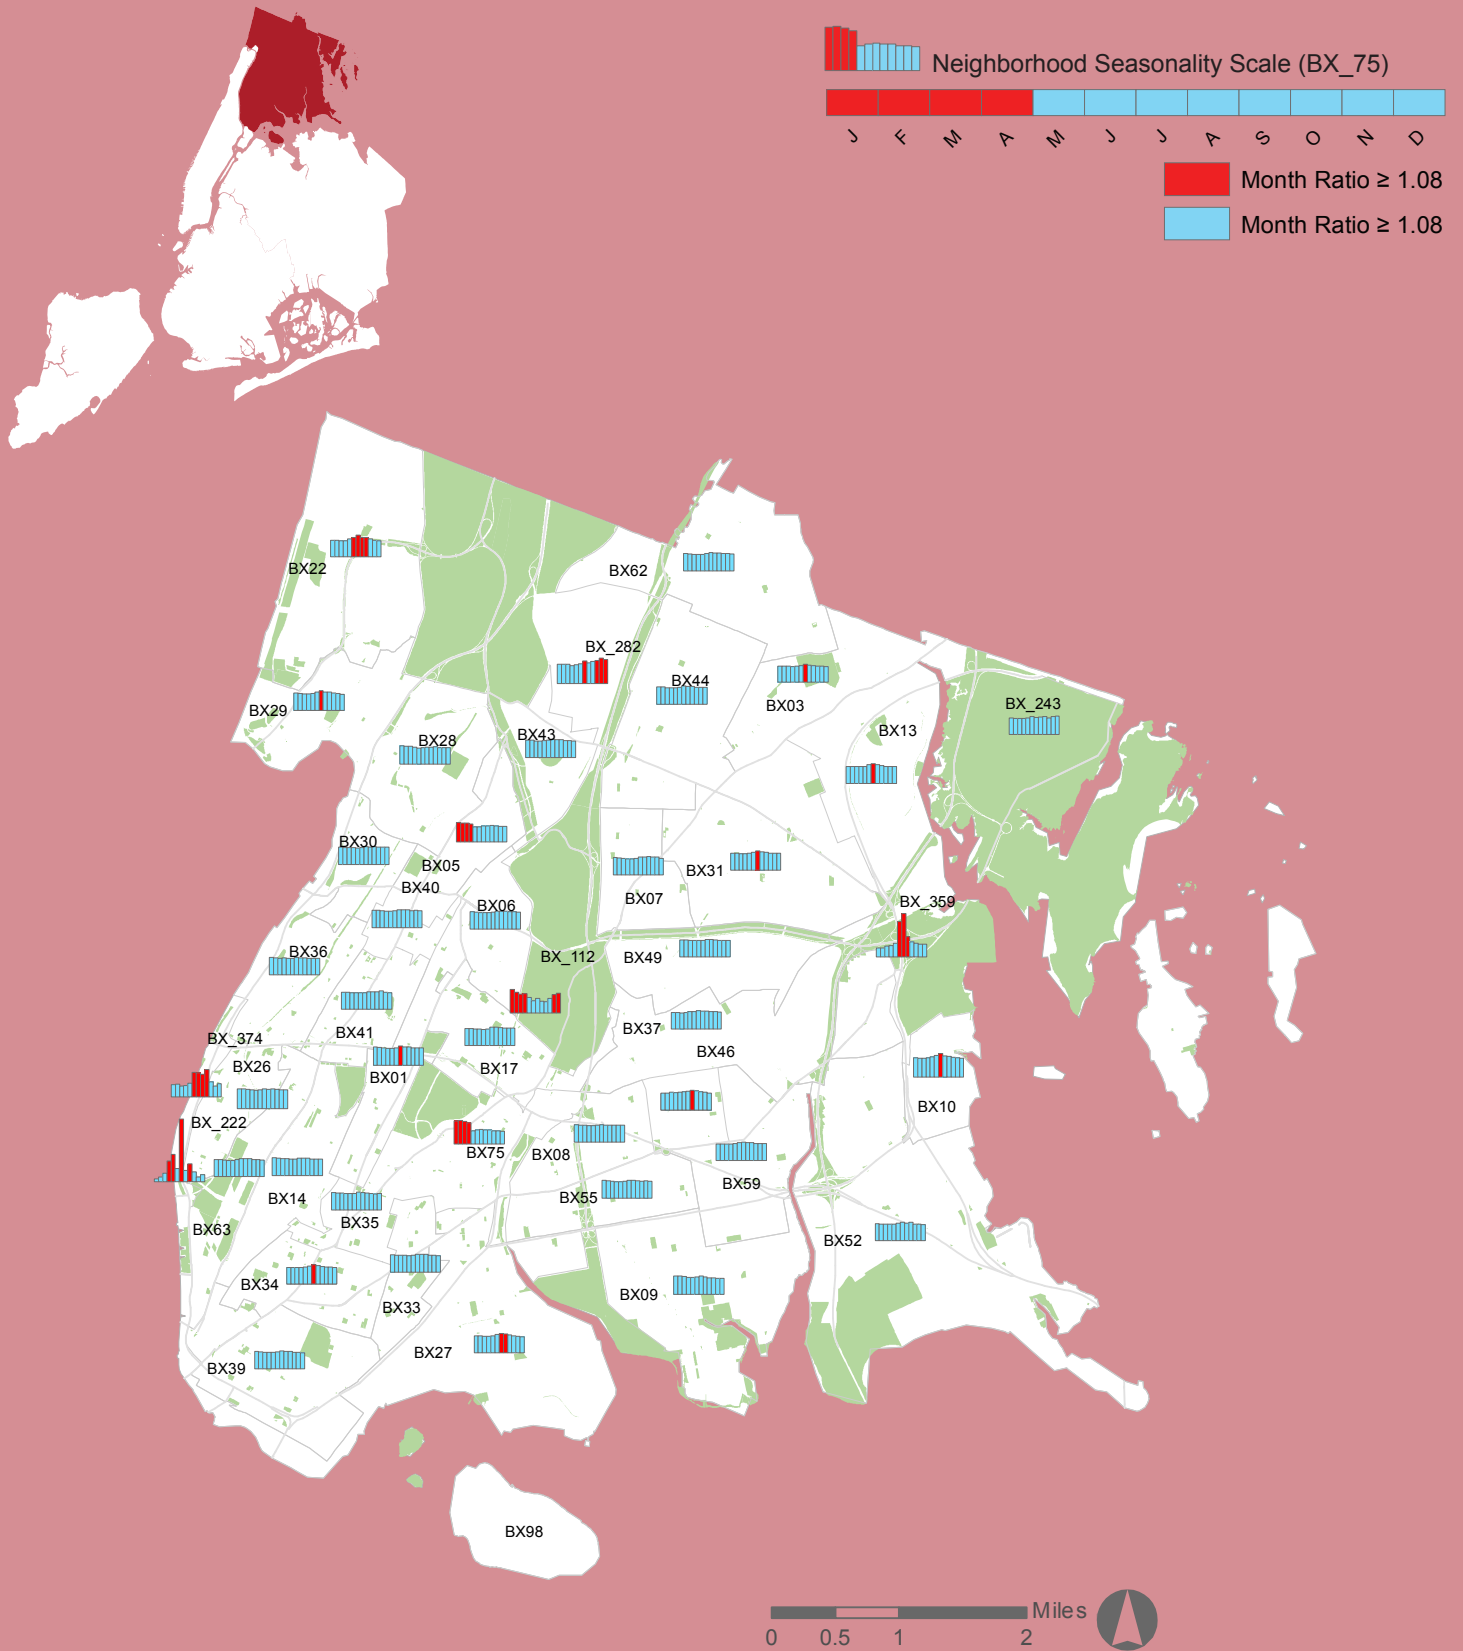 Neighborhood Seasonality Scale (BX_75)
J F M A M J J A S O N D
Month Ratio ≥ 1.08
Month Ratio ≥ 1.08
BX22
BX62
BX_282
BX44
BX03
BX_243
BX29
BX13
BX43
BX28
BX30
BX05
BX31
BX40
BX07
BX_359
BX06
BX36
BX_112
BX49
BX37
BX41
BX_374
BX46
BX26
BX17
BX01
BX10
BX_222
BX75
BX08
BX59
BX55
BX14
BX35
BX63
BX52
BX34
BX09
BX33
BX27
BX39
BX98
Miles
0 0.5 1 2